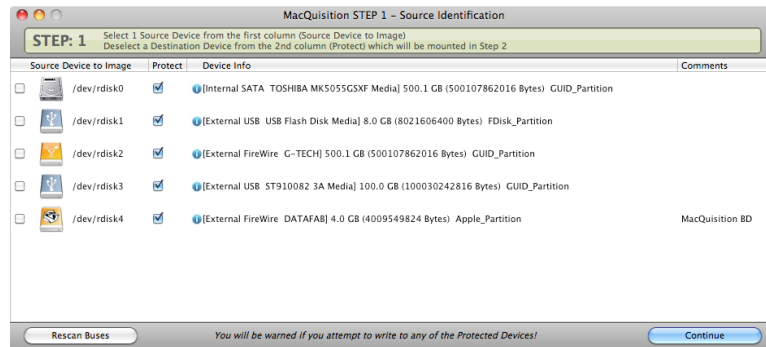 MacQuisition STEP 1 - Source Identification
STEP: 1
Select 1 Source Device from the first column (Source Device to Image)
Deselect a Destination Device from the 2nd column (Protect) which will be mounted in Step 2
Source Device to Image Protect Device Info Comments
/dev/rdisk0 [Internal SATA TOSHIBA MK5055GSXF Media] 500.1 GB (500107862016 Bytes) GUID_Partition
/dev/rdisk1 [External USB USB Flash Disk Media] 8.0 GB (8021606400 Bytes) FDisk_Partition
/dev/rdisk2 [External FireWire G-TECH] 500.1 GB (500107862016 Bytes) GUID_Partition
/dev/rdisk3 [External USB ST910082 3A Media] 100.0 GB (100030242816 Bytes) GUID_Partition
/dev/rdisk4 [External FireWire DATAFAB] 4.0 GB (4009549824 Bytes) Apple_Partition MacQuisition BD
Rescan Buses You will be warned if you attempt to write to any of the Protected Devices! Continue